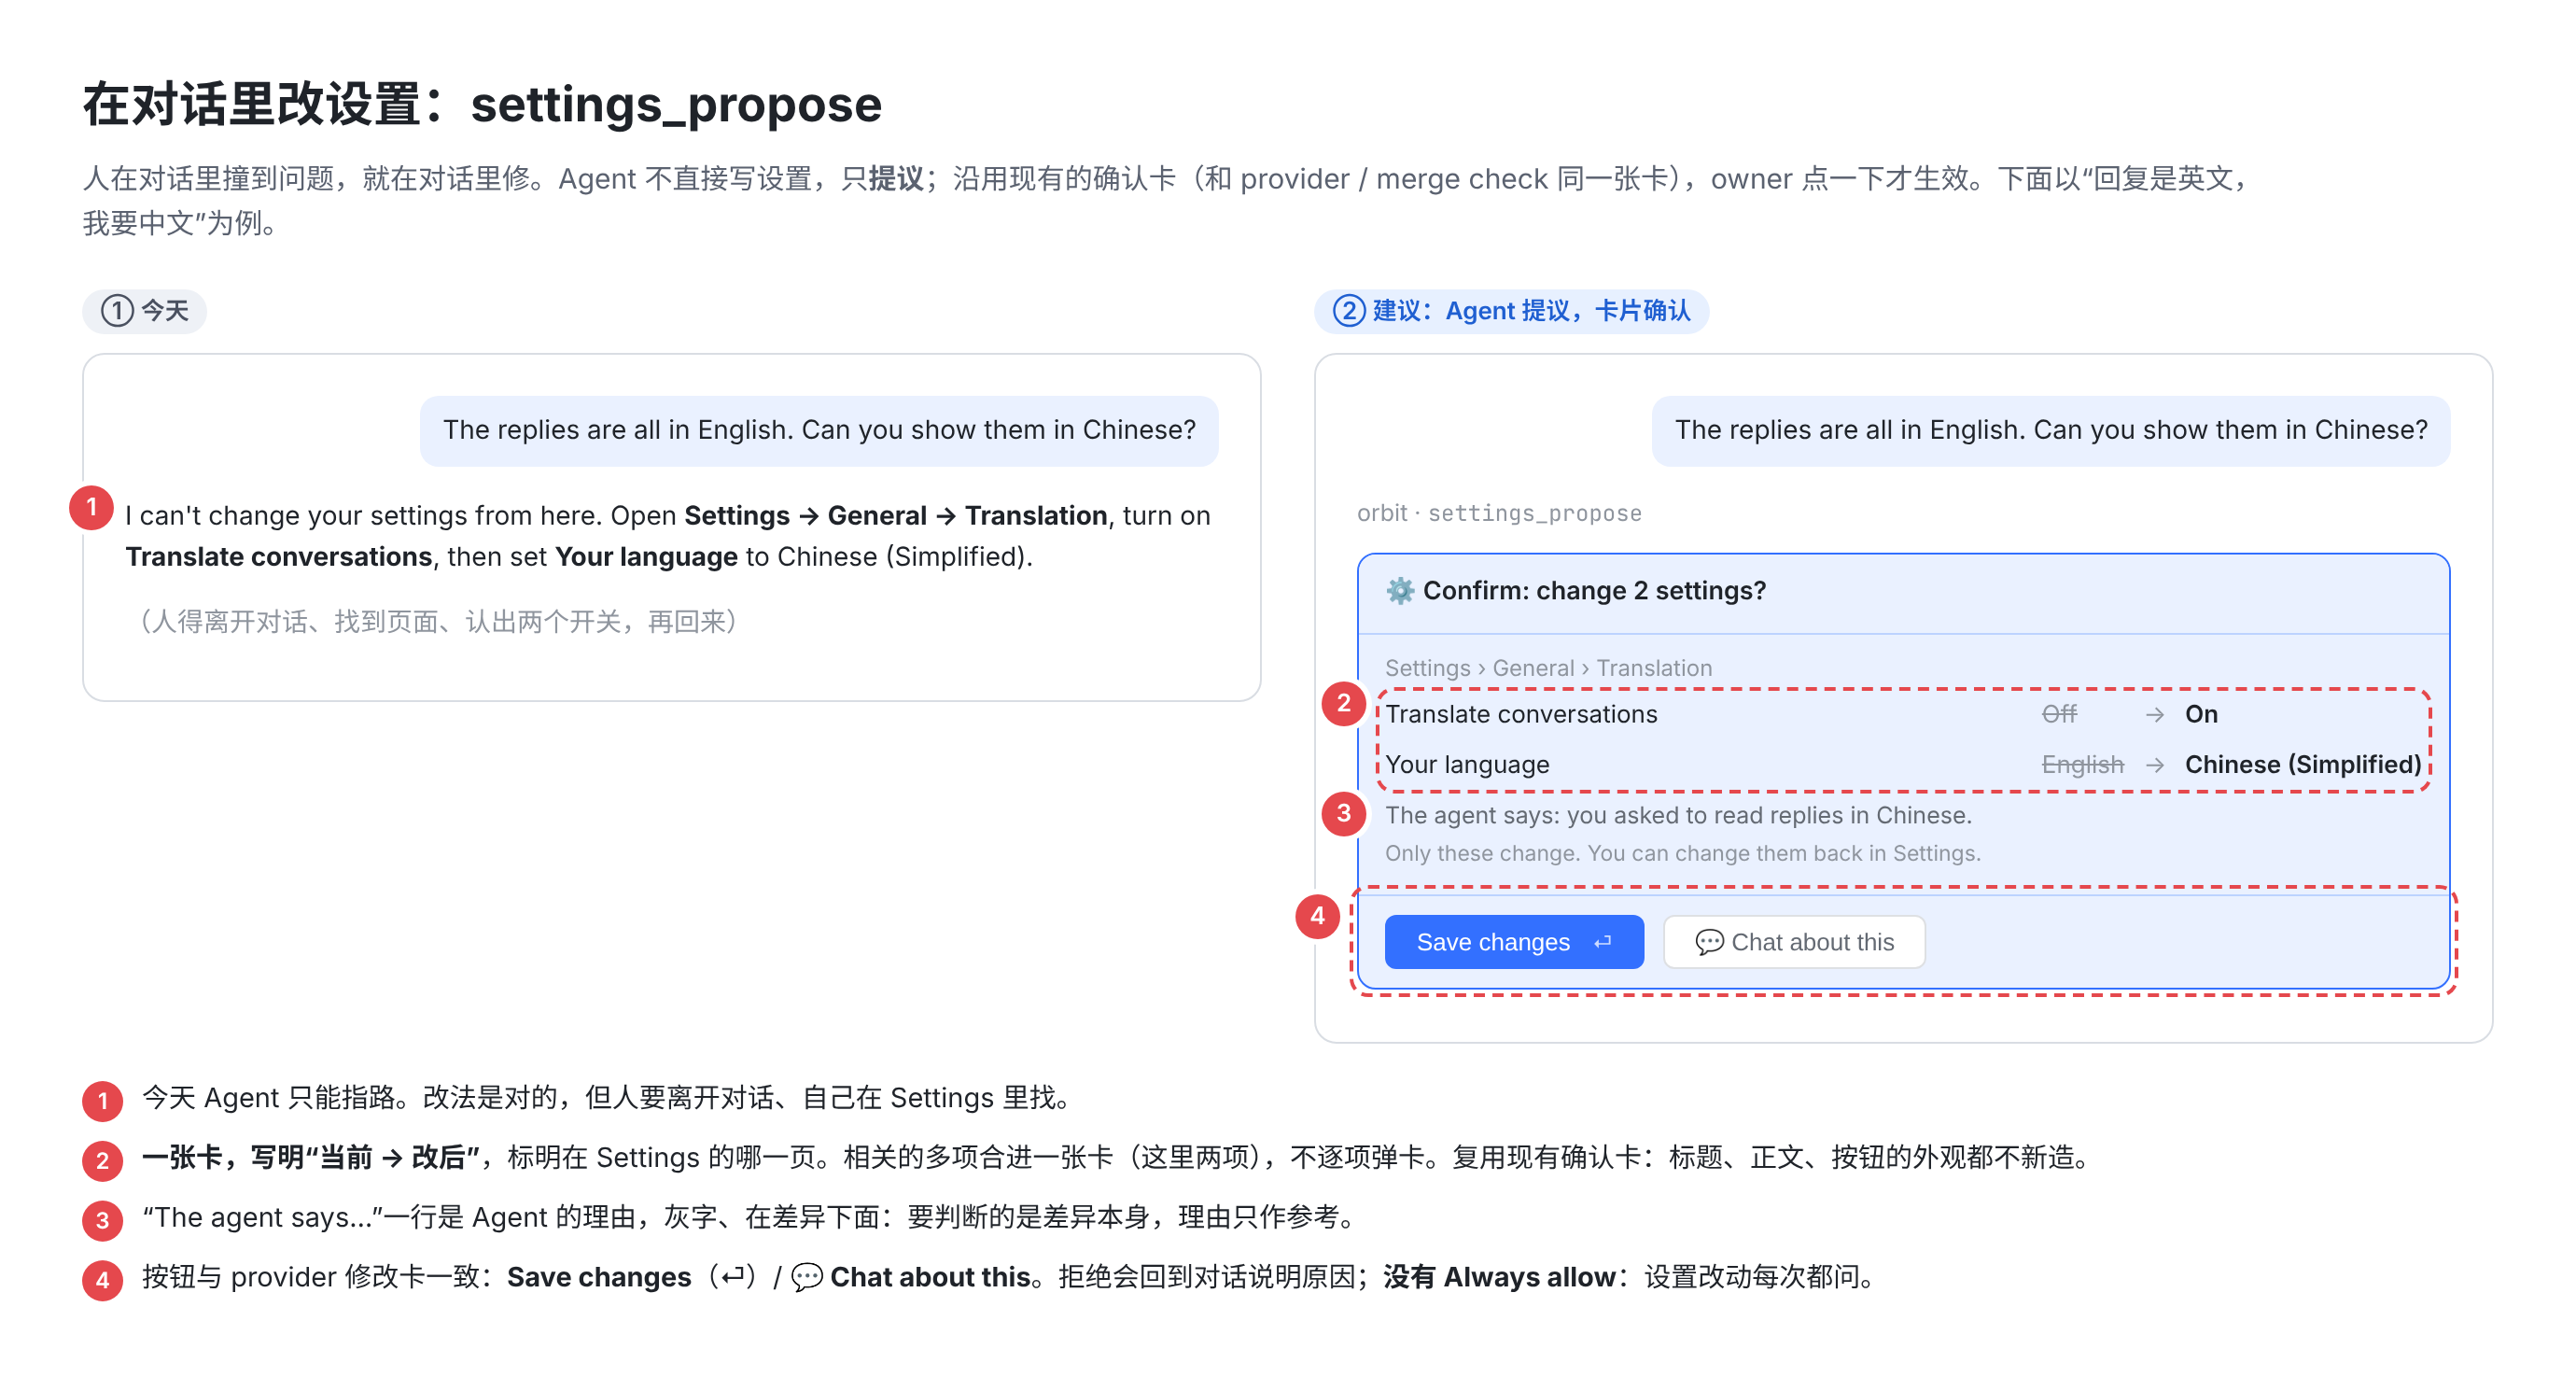 在对话里改设置：settings_propose
人在对话里撞到问题，就在对话里修。Agent 不直接写设置，只提议；沿用现有的确认卡（和 provider / merge check 同一张卡），owner 点一下才生效。下面以“回复是英文，
我要中文”为例。
① 今天
The replies are all in English. Can you show them in Chinese?
1
I can't change your settings from here. Open Settings → General → Translation, turn on
Translate conversations, then set Your language to Chinese (Simplified).
（人得离开对话、找到页面、认出两个开关，再回来）
② 建议：Agent 提议，卡片确认
The replies are all in English. Can you show them in Chinese?
orbit · settings_propose
⚙️ Confirm: change 2 settings?
Settings › General › Translation
2
Translate conversations Off → On
Your language English → Chinese (Simplified)
3
The agent says: you asked to read replies in Chinese.
Only these change. You can change them back in Settings.
4
Save changes ⏎ 💬 Chat about this
1 今天 Agent 只能指路。改法是对的，但人要离开对话、自己在 Settings 里找。
2 一张卡，写明“当前 → 改后”，标明在 Settings 的哪一页。相关的多项合进一张卡（这里两项），不逐项弹卡。复用现有确认卡：标题、正文、按钮的外观都不新造。
3 “The agent says…”一行是 Agent 的理由，灰字、在差异下面：要判断的是差异本身，理由只作参考。
4 按钮与 provider 修改卡一致：Save changes（⏎）/ 💬 Chat about this。拒绝会回到对话说明原因；没有 Always allow：设置改动每次都问。